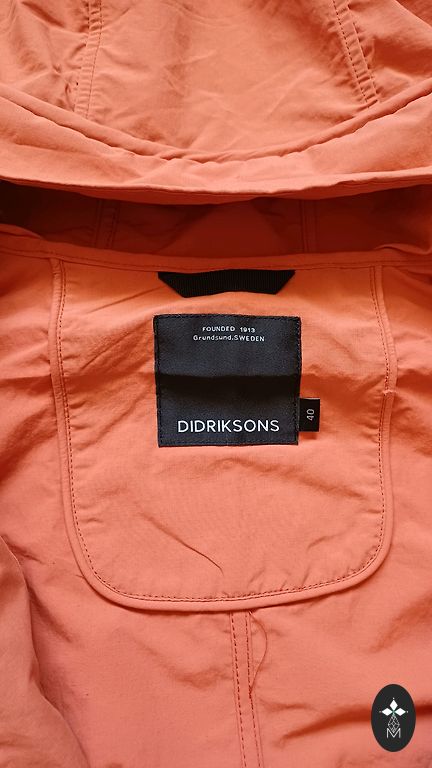 FOUNDED 1913
Grundsund.SWEDEN
DIDRIKSONS
40
M